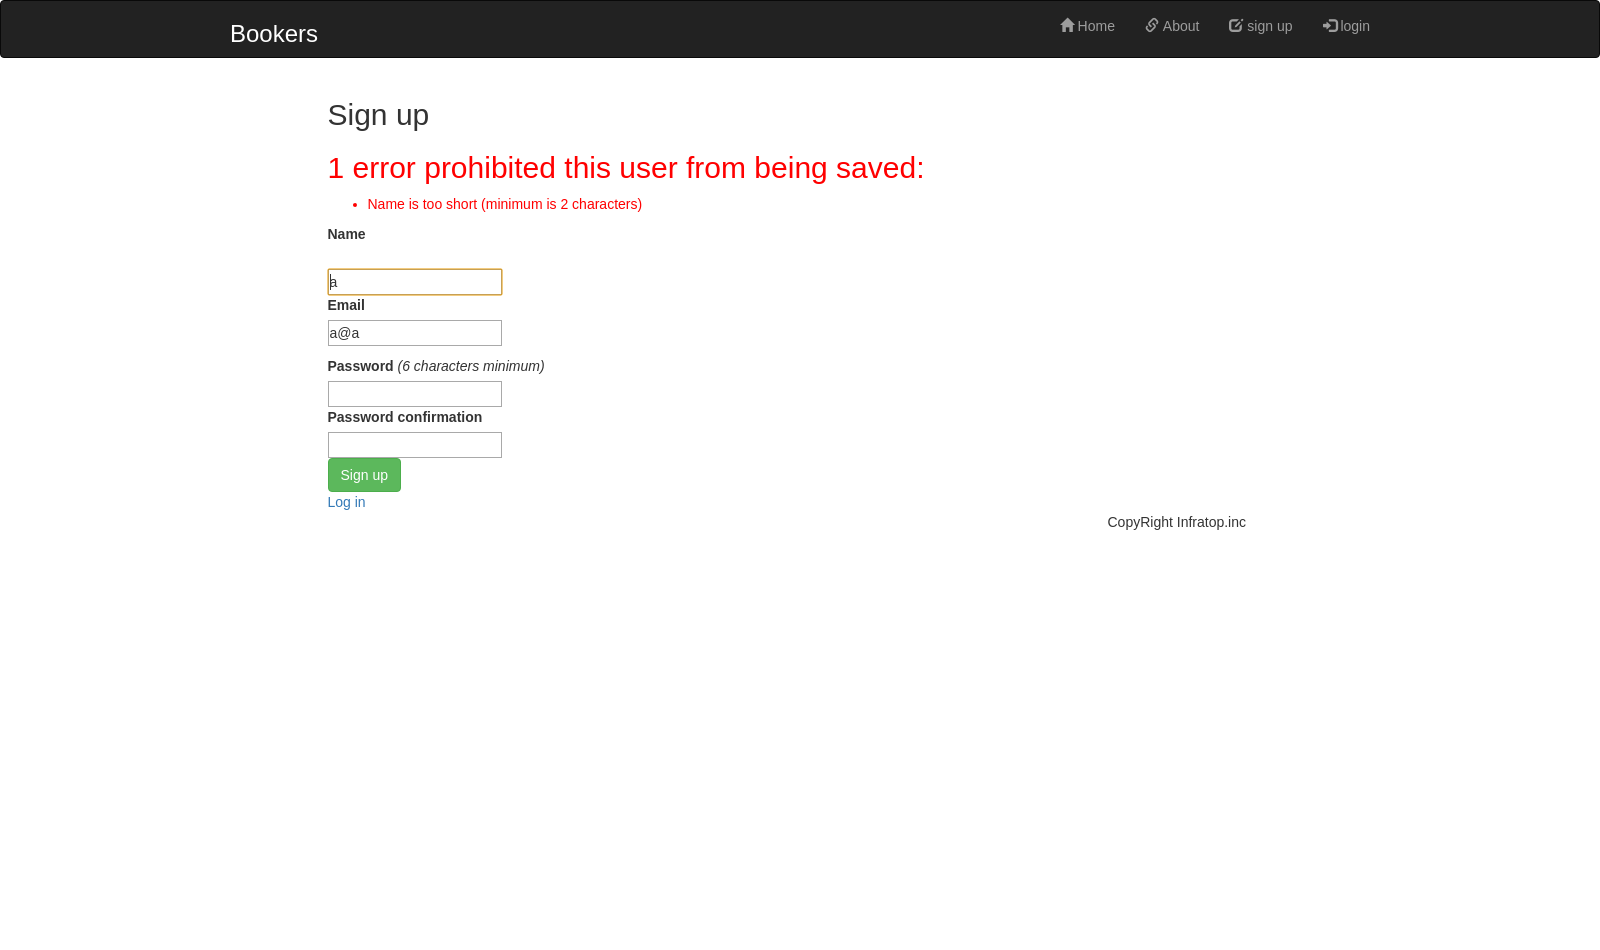 Bookers
Home
About
sign up
login
Sign up
1 error prohibited this user from being saved:
Name is too short (minimum is 2 characters)
Name
a
Email
a@a
Password (6 characters minimum)
Password confirmation
Sign up
Log in
CopyRight Infratop.inc